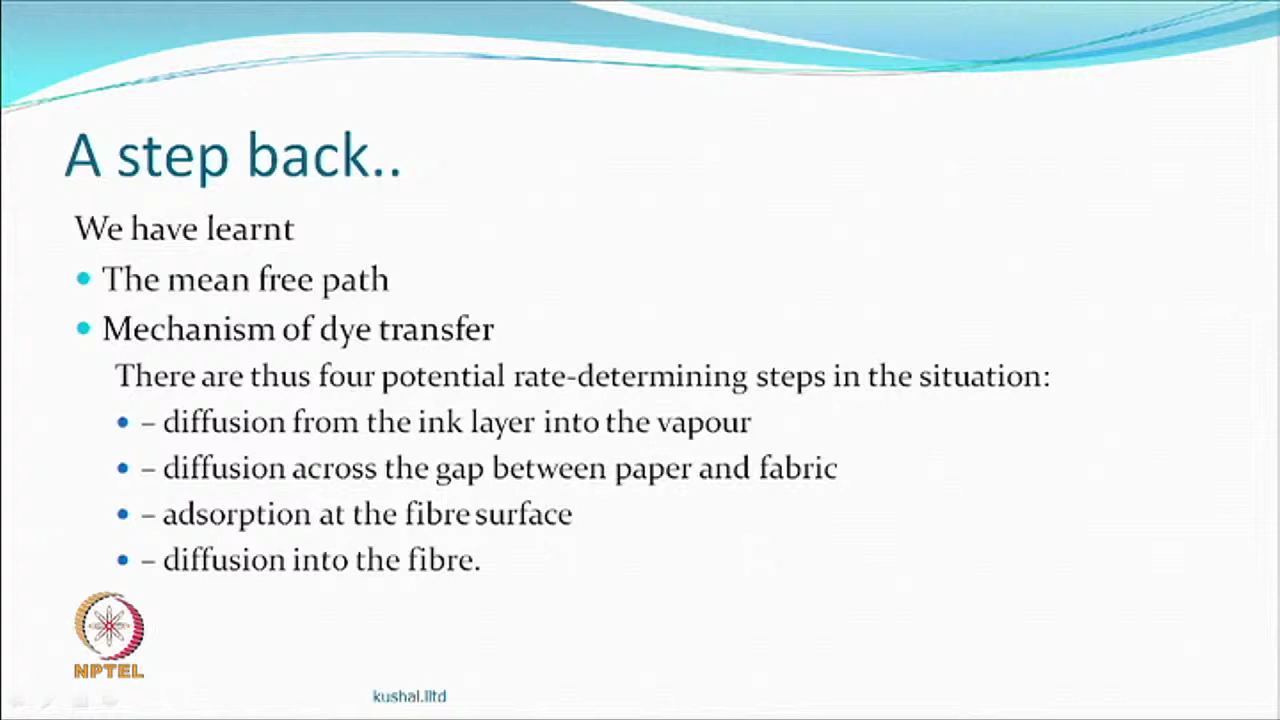 A step back..
We have learnt
• The mean free path
• Mechanism of dye transfer
There are thus four potential rate-determining steps in the situation:
• – diffusion from the ink layer into the vapour
• – diffusion across the gap between paper and fabric
• – adsorption at the fibre surface
• – diffusion into the fibre.
NPTEL
kushal.iitd